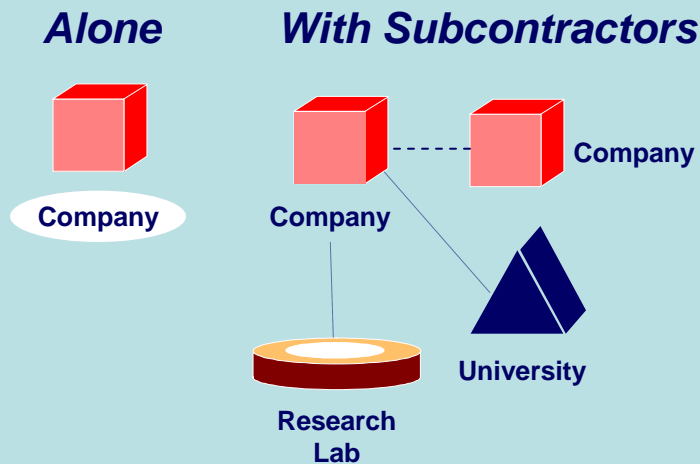 Alone
With Subcontractors
Company
Company
Company
University
Research
Lab